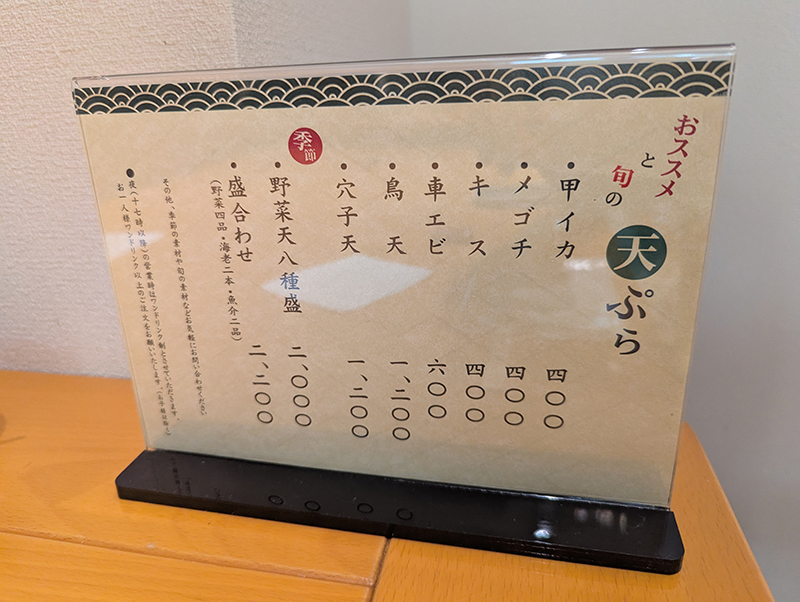 おススメと旬の天ぷら
・甲イカ 四〇〇
・メゴチ 四〇〇
・キス 四〇〇
・車エビ 六〇〇
・鳥天 一、二〇〇
・穴子天 一、二〇〇
季節
・野菜天八種盛 二、〇〇〇
・盛合わせ 二、二〇〇
(野菜四品・海老二本・魚介二品)
その他、季節の素材や旬の素材などお気軽にお問い合わせください
●夜(十七時以降)の営業時はワンドリンク制とさせていただきます。
お一人様ワンドリンク以上のご注文をお願いいたします。(お子様は除く)